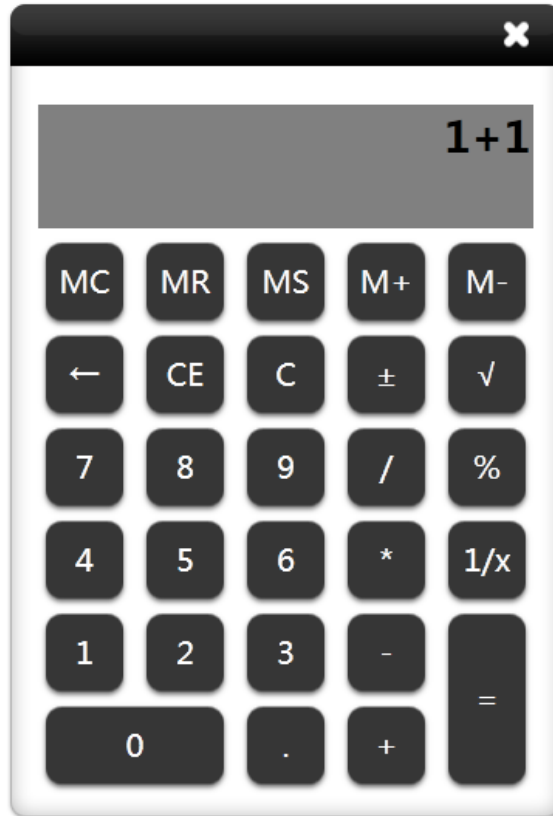 1+1
MC MR MS M+ M-
← CE C ± √
7 8 9 / %
4 5 6 * 1/x
1 2 3 -
=
0 . +